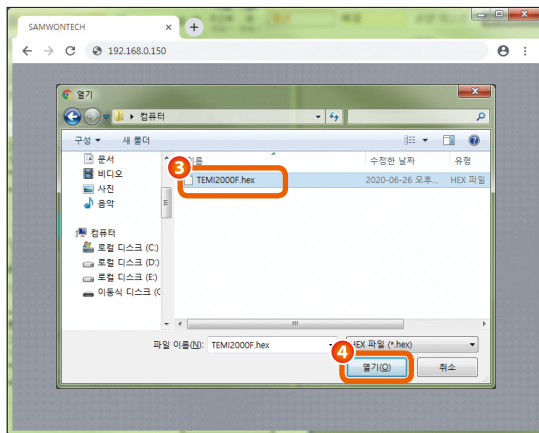 SAMWONTECH
192.168.0.150
열기
컴퓨터
구성 새 폴더
이름 수정한 날짜 유형
3
TEMI2000F.hex 2020-06-26 오후... HEX 파일
문서
비디오
사진
음악
컴퓨터
로컬 디스크 (C:)
로컬 디스크 (D:)
로컬 디스크 (E:)
이동식 디스크 (
파일 이름(N): TEMI2000F.hex HEX 파일 (*.hex)
4
열기(O) 취소